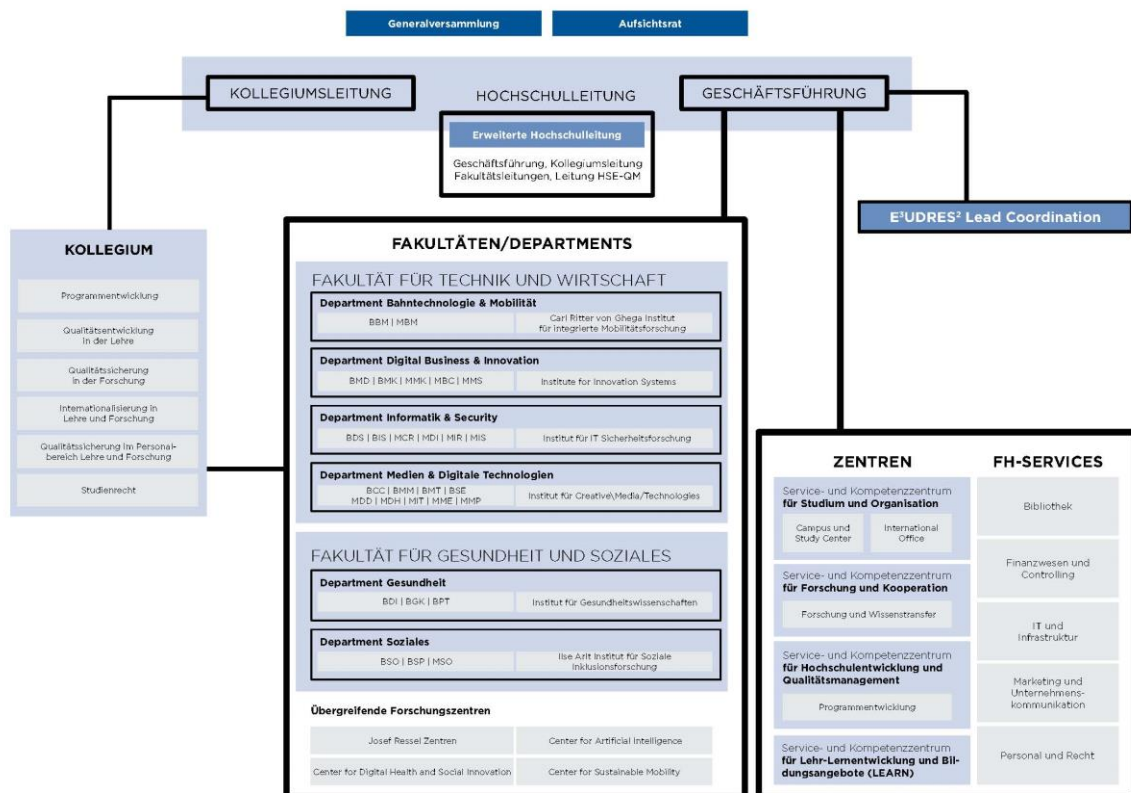 Generalversammlung
Aufsichtsrat
KOLLEGIUMSLEITUNG
HOCHSCHULLEITUNG
GESCHÄFTSFÜHRUNG
Erweiterte Hochschulleitung
Geschäftsführung, Kollegiumsleitung
Fakultätsleitungen, Leitung HSE-QM
E³UDRES² Lead Coordination
KOLLEGIUM
Programmentwicklung
Qualitätsentwicklung
in der Lehre
Qualitätssicherung
in der Forschung
Internationalisierung in
Lehre und Forschung
Qualitätssicherung im Personal-
bereich Lehre und Forschung
Studienrecht
FAKULTÄTEN/DEPARTMENTS
FAKULTÄT FÜR TECHNIK UND WIRTSCHAFT
Department Bahntechnologie & Mobilität
BBM | MBM
Carl Ritter von Ghega Institut
für integrierte Mobilitätsforschung
Department Digital Business & Innovation
BMD | BMK | MMK | MBC | MMS
Institute for Innovation Systems
Department Informatik & Security
BDS | BIS | MCR | MDI | MIR | MIS
Institut für IT Sicherheitsforschung
Department Medien & Digitale Technologien
BCC | BMM | BMT | BSE
MDD | MDH | MIT | MME | MMP
Institut für Creative\Media/Technologies
FAKULTÄT FÜR GESUNDHEIT UND SOZIALES
Department Gesundheit
BDI | BGK | BPT
Institut für Gesundheitswissenschaften
Department Soziales
BSO | BSP | MSO
Ilse Arlt Institut für Soziale
Inklusionsforschung
Übergreifende Forschungszentren
Josef Ressel Zentren
Center for Artificial Intelligence
Center for Digital Health and Social Innovation
Center for Sustainable Mobility
ZENTREN
Service- und Kompetenzzentrum
für Studium und Organisation
Campus und
Study Center
International
Office
Service- und Kompetenzzentrum
für Forschung und Kooperation
Forschung und Wissenstransfer
Service- und Kompetenzzentrum
für Hochschulentwicklung und
Qualitätsmanagement
Programmentwicklung
Service- und Kompetenzzentrum
für Lehr-Lernentwicklung und Bil-
dungsangebote (LEARN)
FH-SERVICES
Bibliothek
Finanzwesen und
Controlling
IT und
Infrastruktur
Marketing und
Unternehmens-
kommunikation
Personal und Recht